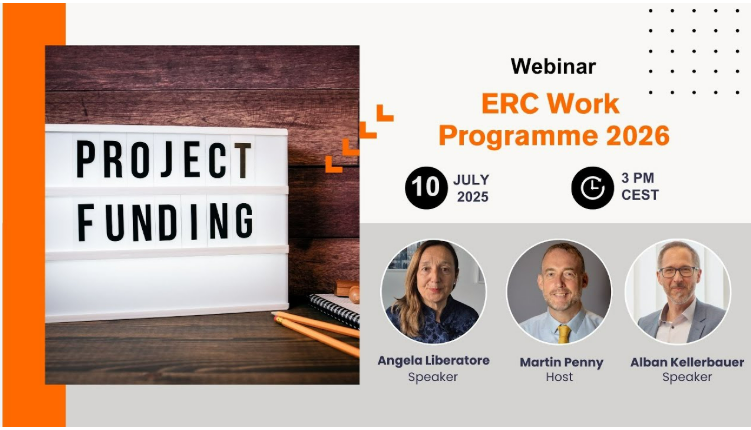 PROJECT
FUNDING
Webinar
ERC Work
Programme 2026
10 JULY
2025
3 PM
CEST
Angela Liberatore
Speaker
Martin Penny
Host
Alban Kellerbauer
Speaker